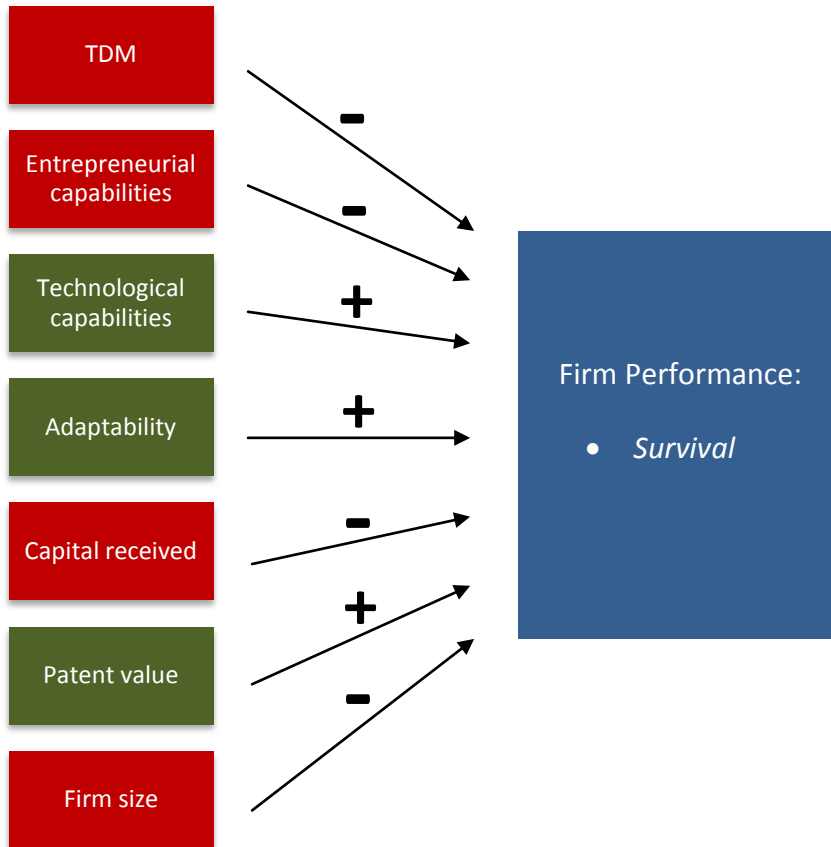 TDM
-
Entrepreneurial
capabilities
-
Technological
capabilities
+
Adaptability
+
Capital received
-
Patent value
+
Firm size
-
Firm Performance:
• Survival